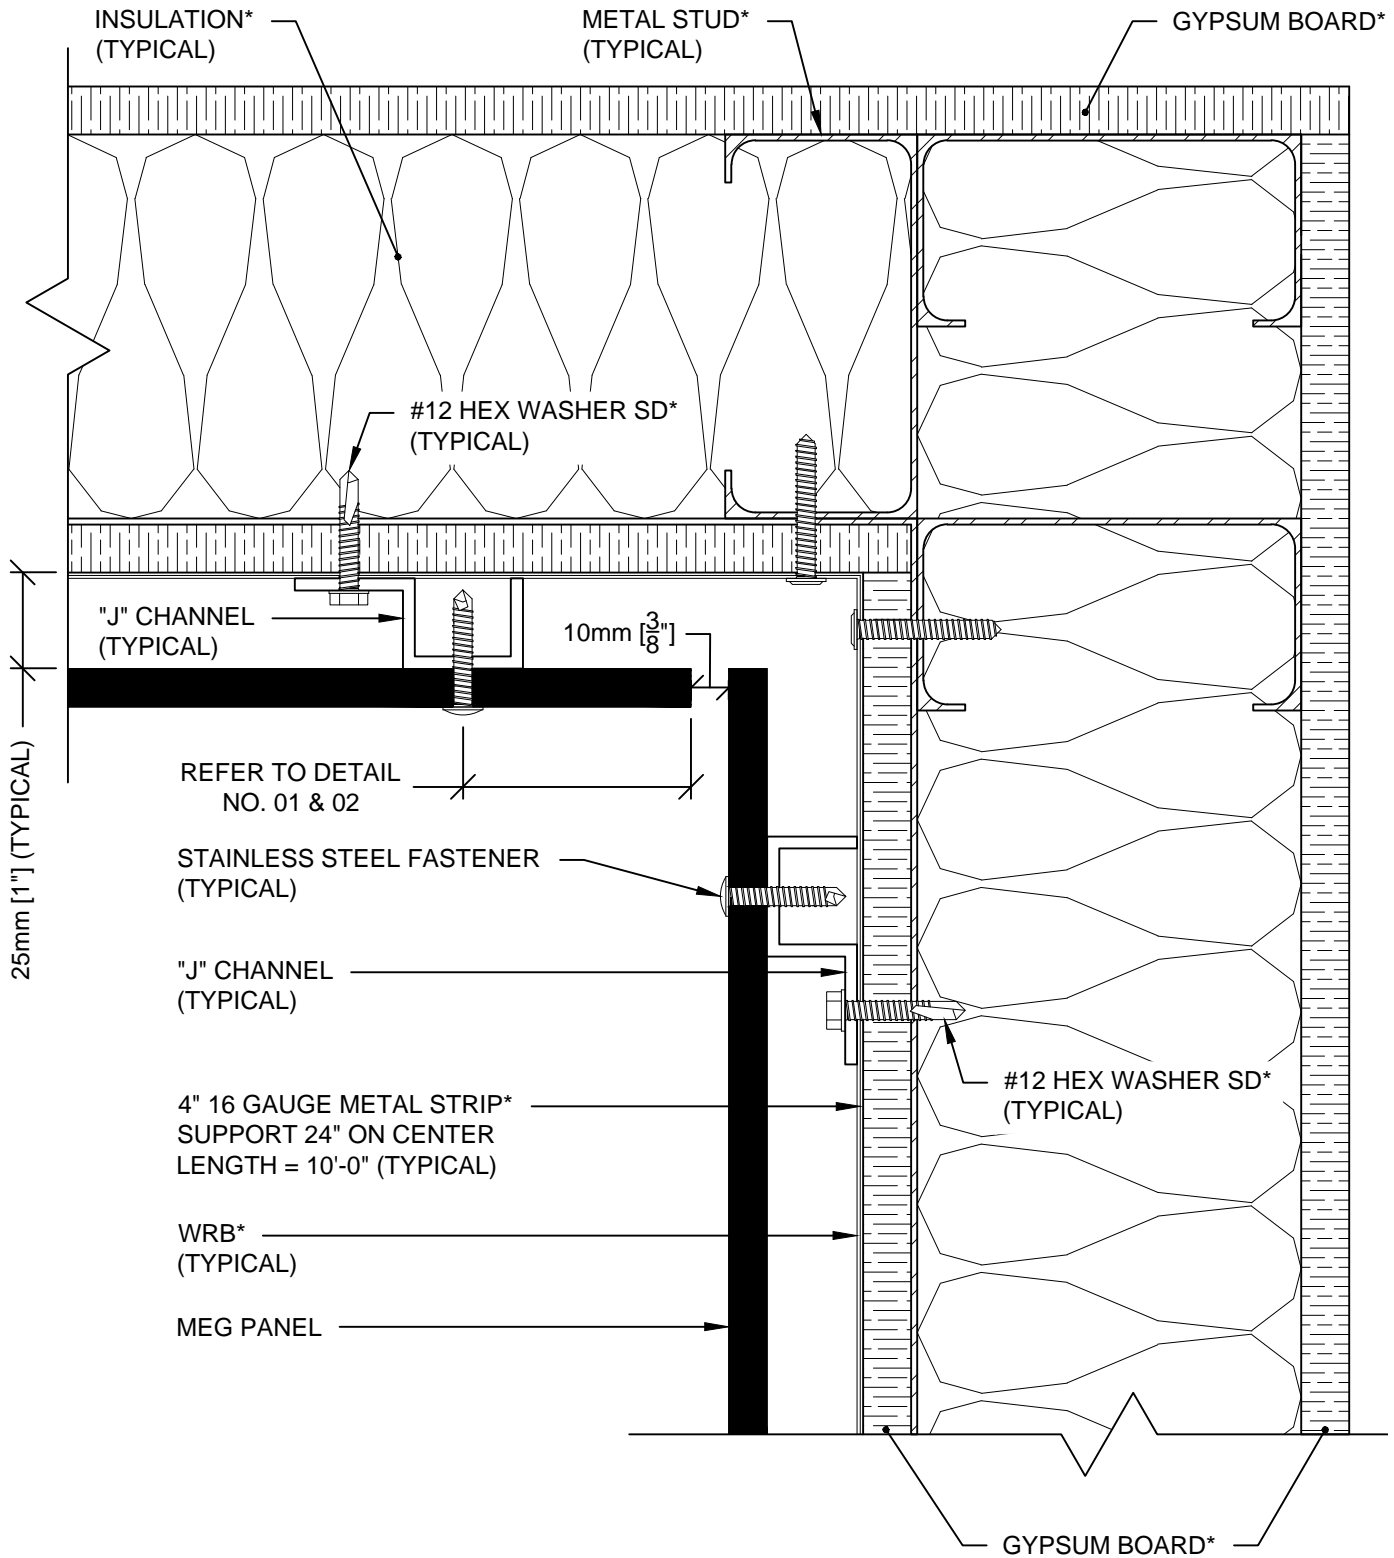 INSULATION*
(TYPICAL)
METAL STUD*
(TYPICAL)
GYPSUM BOARD*
#12 HEX WASHER SD*
(TYPICAL)
"J" CHANNEL
(TYPICAL)
10mm [3/8"]
25mm [1"] (TYPICAL)
REFER TO DETAIL
NO. 01 & 02
STAINLESS STEEL FASTENER
(TYPICAL)
"J" CHANNEL
(TYPICAL)
#12 HEX WASHER SD*
(TYPICAL)
4" 16 GAUGE METAL STRIP*
SUPPORT 24" ON CENTER
LENGTH = 10'-0" (TYPICAL)
WRB*
(TYPICAL)
MEG PANEL
GYPSUM BOARD*